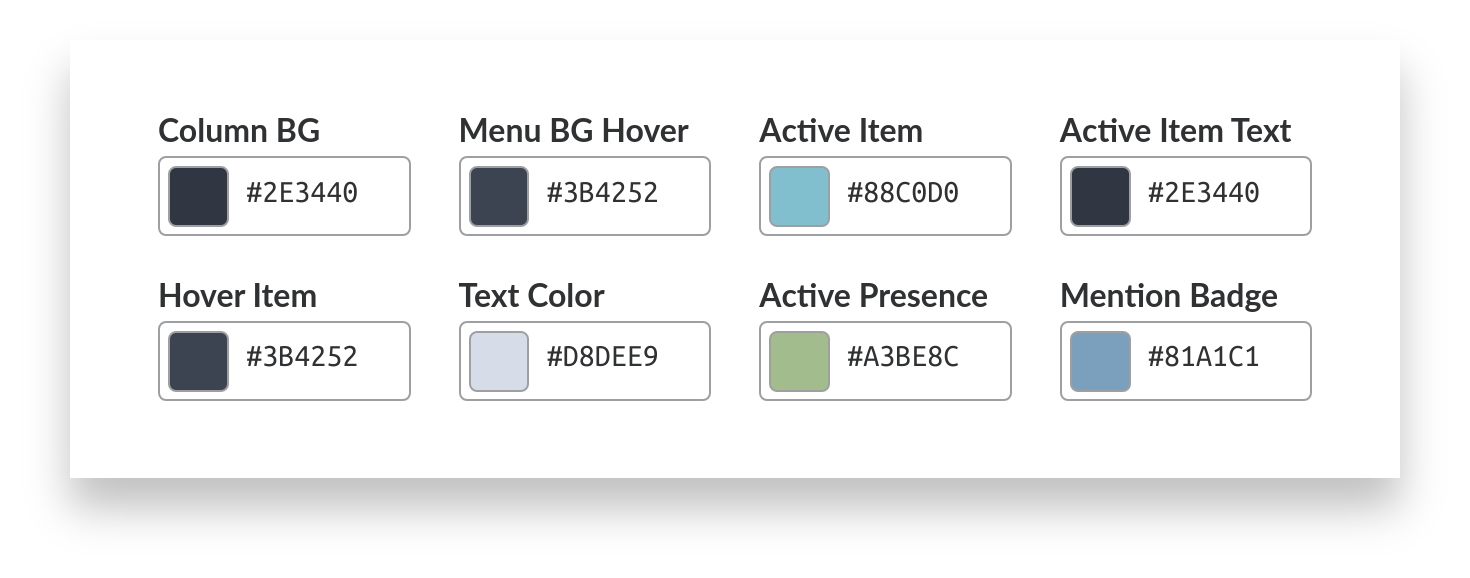 Column BG
Menu BG Hover
Active Item
Active Item Text
#2E3440
#3B4252
#88C0D0
#2E3440
Hover Item
Text Color
Active Presence
Mention Badge
#3B4252
#D8DEE9
#A3BE8C
#81A1C1